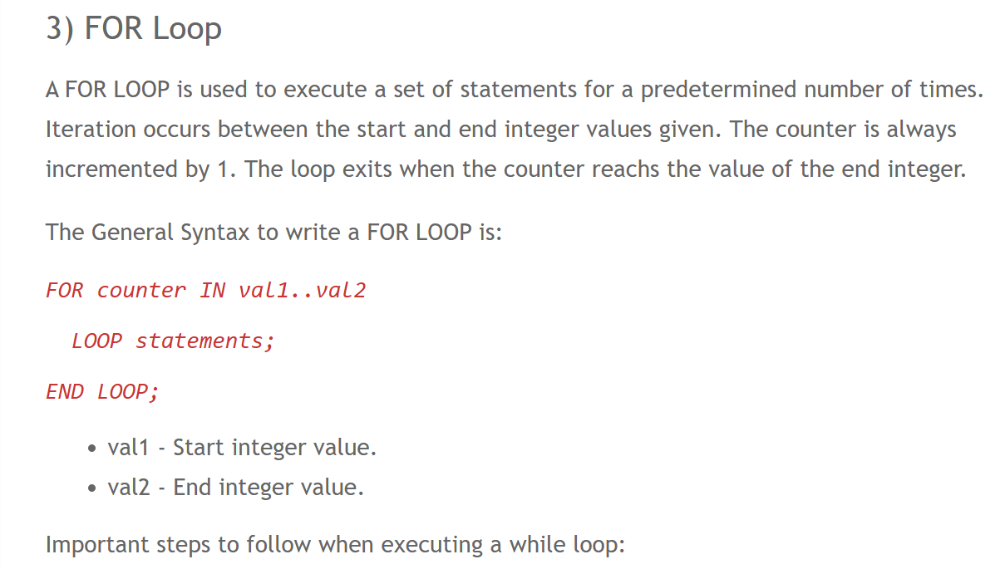 3) FOR Loop
A FOR LOOP is used to execute a set of statements for a predetermined number of times.
Iteration occurs between the start and end integer values given. The counter is always
incremented by 1. The loop exits when the counter reachs the value of the end integer.
The General Syntax to write a FOR LOOP is:
FOR counter IN val1..val2
LOOP statements;
END LOOP;
• val1 - Start integer value.
• val2 - End integer value.
Important steps to follow when executing a while loop: